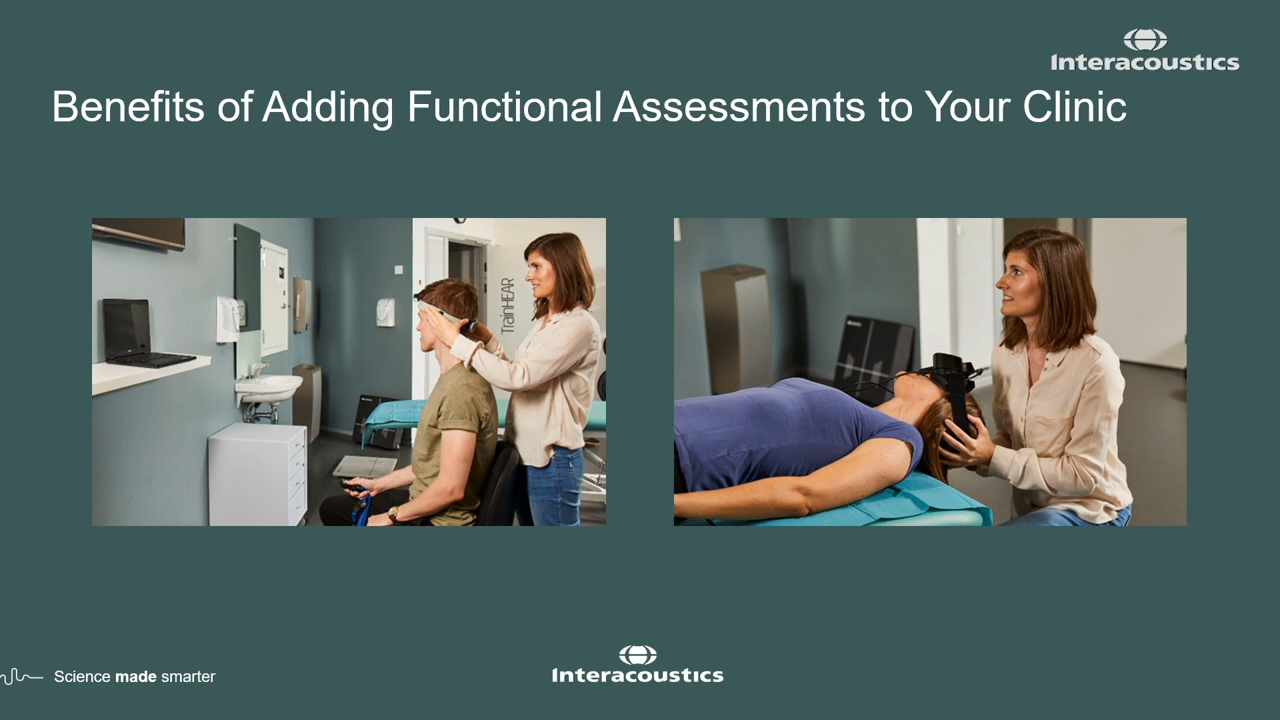 Interacoustics
Benefits of Adding Functional Assessments to Your Clinic
TrainHEAR
Science made smarter
Interacoustics